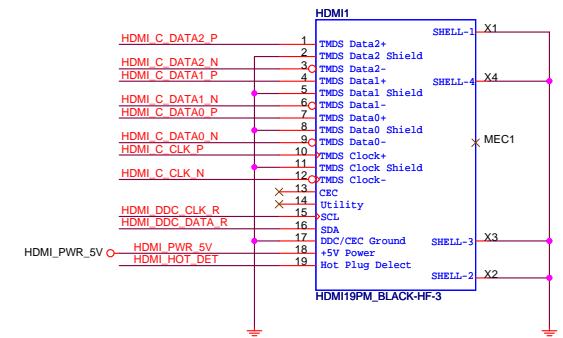 HDMI1
HDMI_C_DATA2_P 1 TMDS Data2+ SHELL-1 X1
2 TMDS Data2 Shield
HDMI_C_DATA2_N 3 TMDS Data2-
HDMI_C_DATA1_P 4 TMDS Data1+ SHELL-4 X4
5 TMDS Data1 Shield
HDMI_C_DATA1_N 6 TMDS Data1-
HDMI_C_DATA0_P 7 TMDS Data0+
8 TMDS Data0 Shield
HDMI_C_DATA0_N 9 TMDS Data0- MEC1
HDMI_C_CLK_P 10 TMDS Clock+
11 TMDS Clock Shield
HDMI_C_CLK_N 12 TMDS Clock-
13 CEC
14 Utility
HDMI_DDC_CLK_R 15 SCL
HDMI_DDC_DATA_R 16 SDA
17 DDC/CEC Ground SHELL-3 X3
HDMI_PWR_5V HDMI_PWR_5V 18 +5V Power
HDMI_HOT_DET 19 Hot Plug Delect
SHELL-2 X2
HDMI19PM_BLACK-HF-3